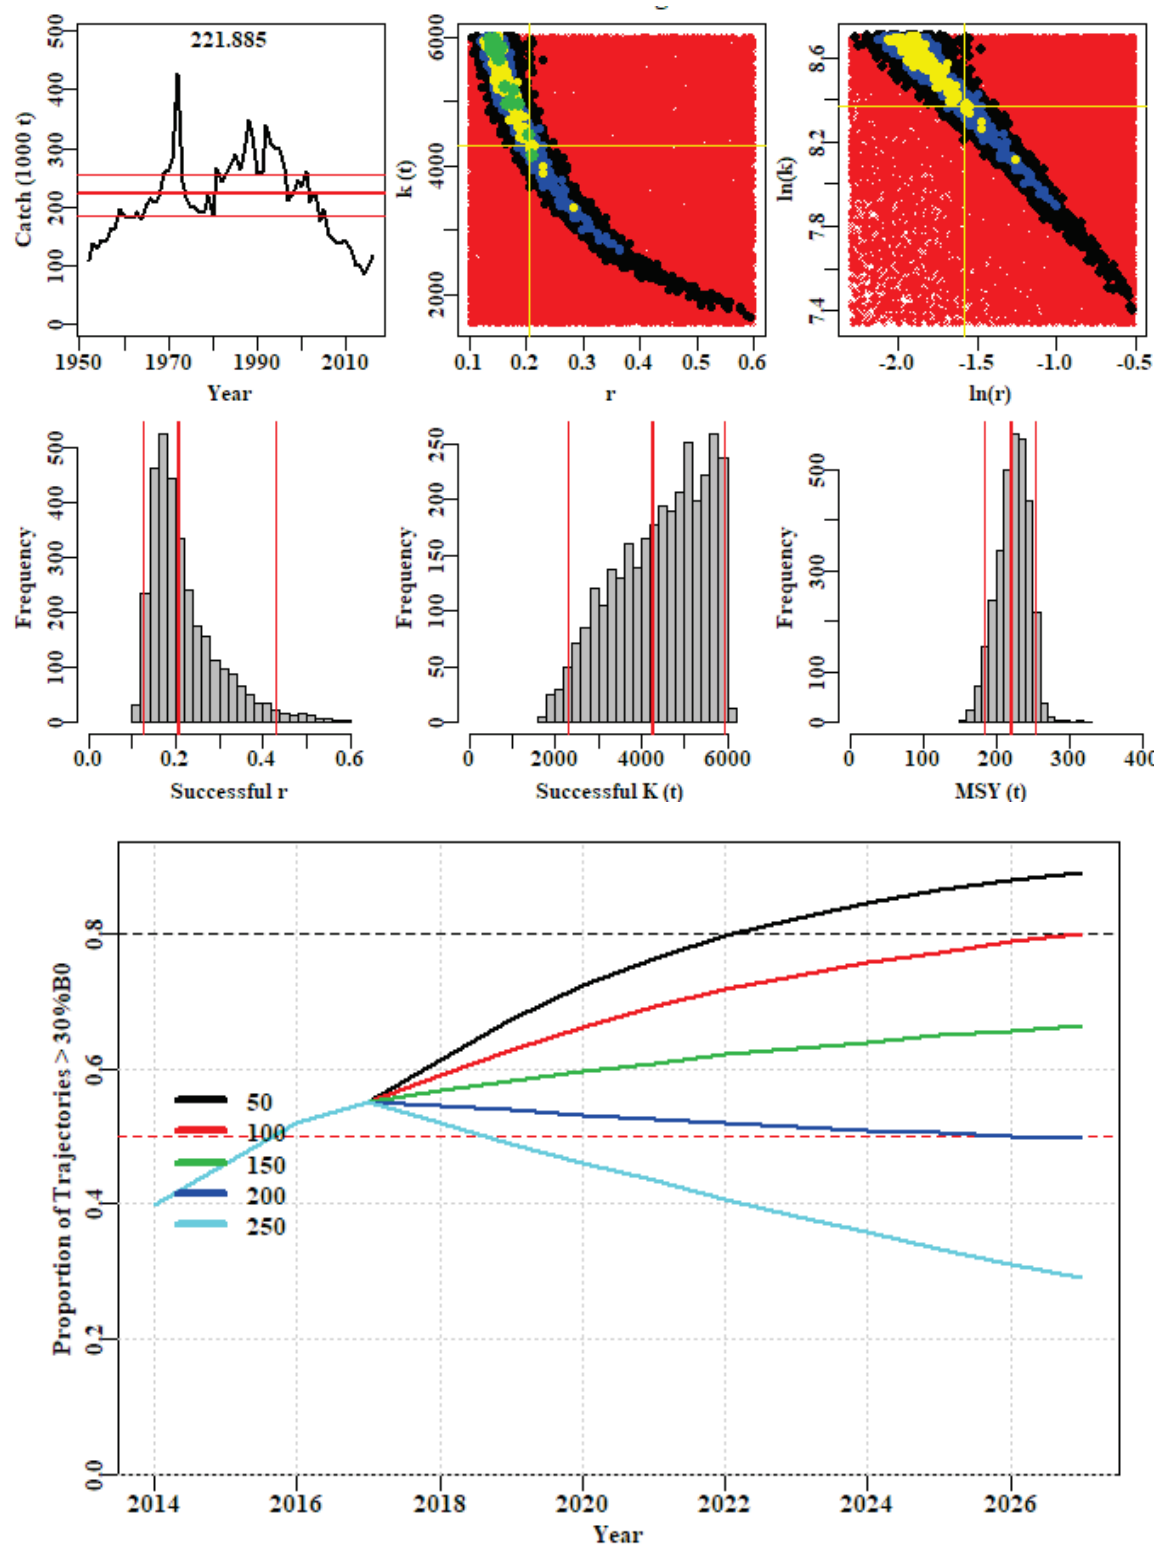 221.885
Catch (1000 t)
0 100 200 300 400 500
1950 1970 1990 2010
Year
k (t)
2000 4000 6000
0.1 0.2 0.3 0.4 0.5 0.6
r
ln(k)
7.4 7.8 8.2 8.6
-2.0 -1.5 -1.0 -0.5
ln(r)
Frequency
0 100 200 300 400 500
0.0 0.2 0.4 0.6
Successful r
Frequency
0 50 100 150 200 250
0 2000 4000 6000
Successful K (t)
Frequency
0 100 300 500
0 100 200 300 400
MSY (t)
Proportion of Trajectories > 30%B0
0.0 0.2 0.4 0.6 0.8
50
100
150
200
250
2014 2016 2018 2020 2022 2024 2026
Year